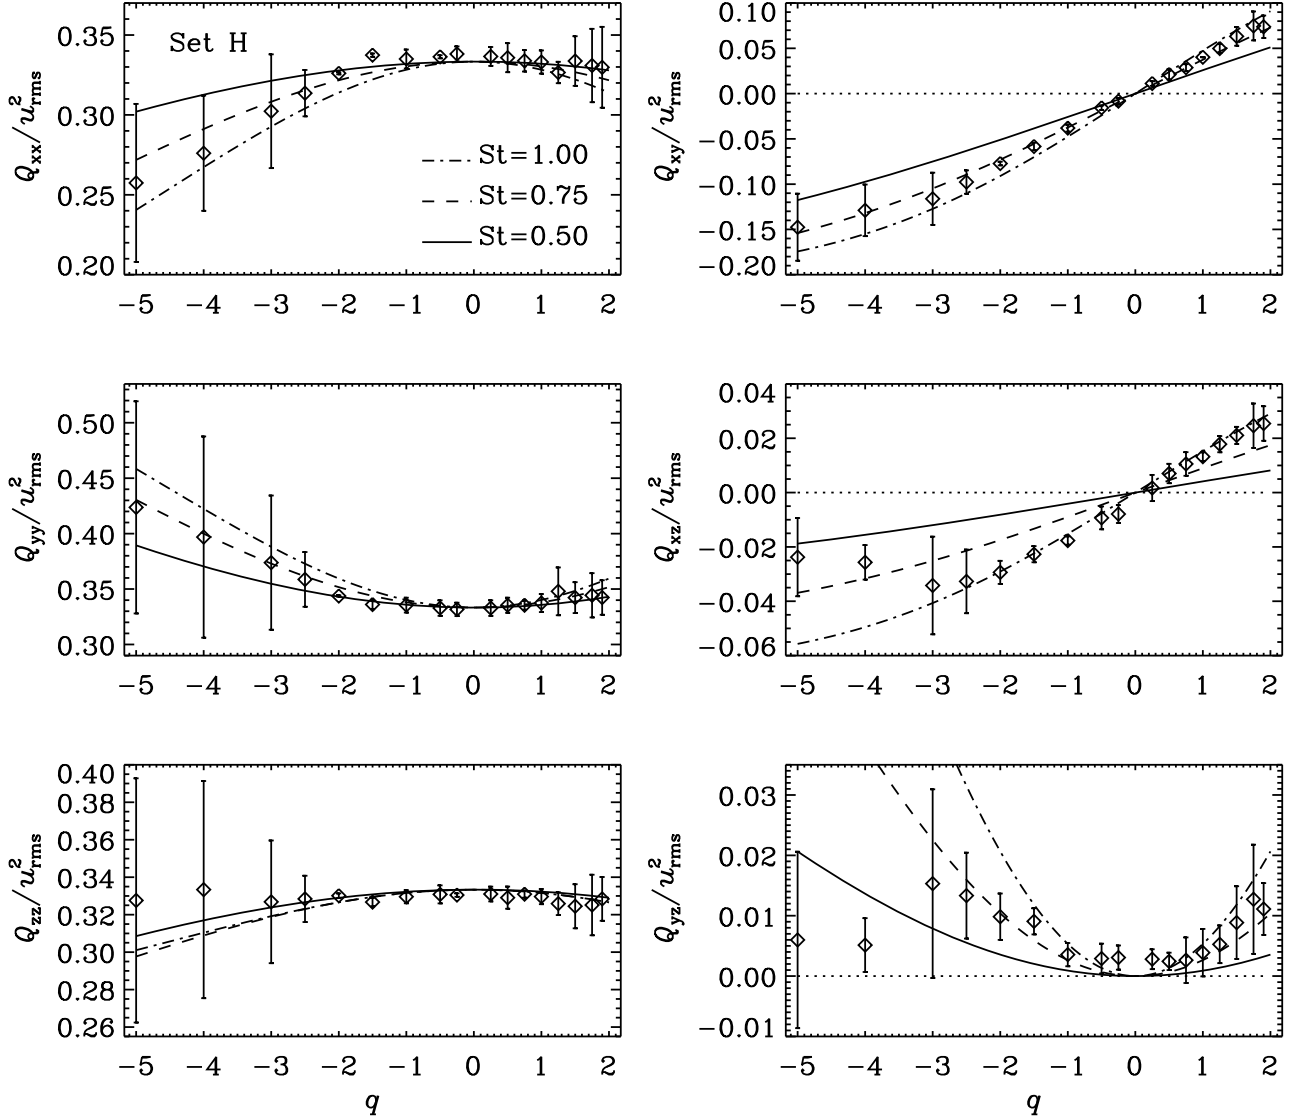 Set H
Q_xx/u²_rms
0.35
0.30
0.25
0.20
St=1.00
St=0.75
St=0.50
−5 −4 −3 −2 −1 0 1 2
Q_xy/u²_rms
0.10
0.05
0.00
−0.05
−0.10
−0.15
−0.20
−5 −4 −3 −2 −1 0 1 2
Q_yy/u²_rms
0.50
0.45
0.40
0.35
0.30
−5 −4 −3 −2 −1 0 1 2
Q_xz/u²_rms
0.04
0.02
0.00
−0.02
−0.04
−0.06
−5 −4 −3 −2 −1 0 1 2
Q_zz/u²_rms
0.40
0.38
0.36
0.34
0.32
0.30
0.28
0.26
−5 −4 −3 −2 −1 0 1 2
q
Q_yz/u²_rms
0.03
0.02
0.01
0.00
−0.01
−5 −4 −3 −2 −1 0 1 2
q